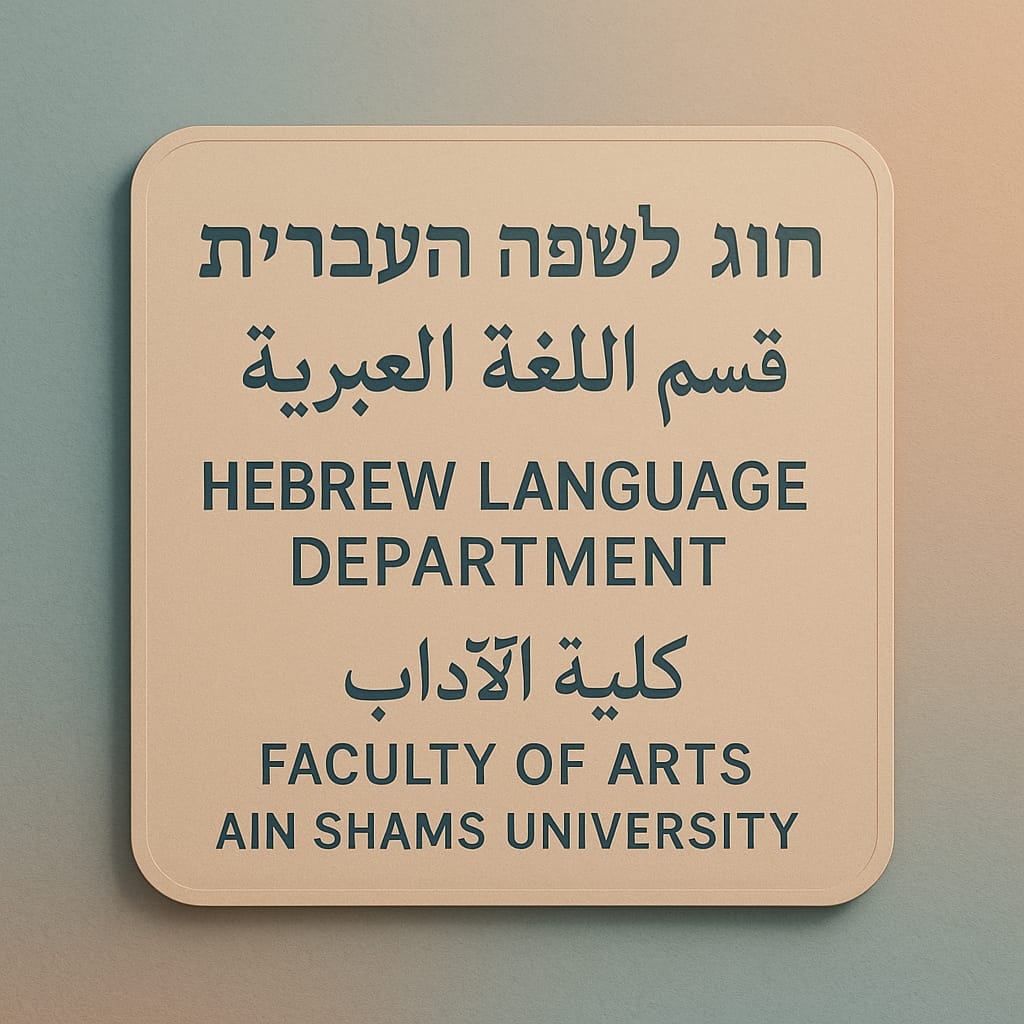 חוג לשפה העברית
قسم اللغة العبرية
HEBREW LANGUAGE
DEPARTMENT
كلية الآداب
FACULTY OF ARTS
AIN SHAMS UNIVERSITY